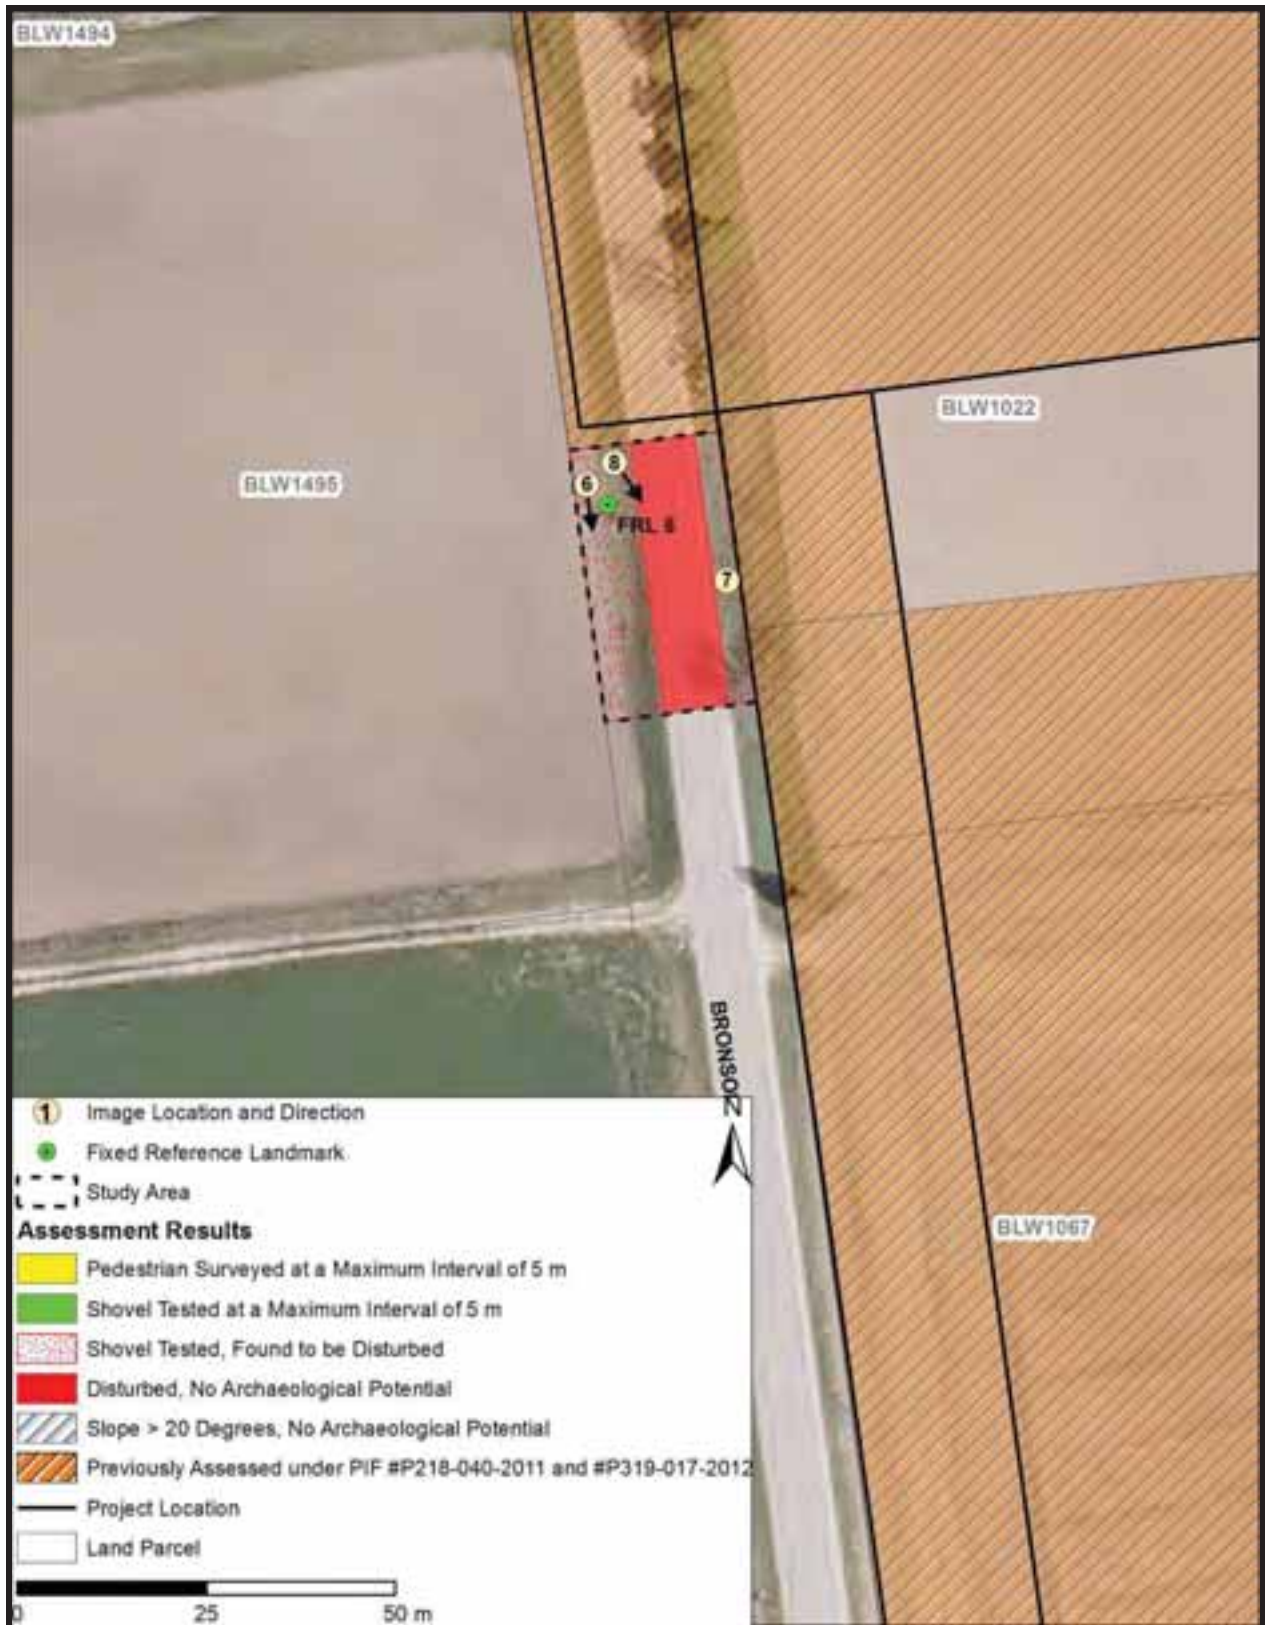 BLW1494
BLW1022
BLW1495
8
6
FRL 6
7
BRONSON
BLW1067
1 Image Location and Direction
Fixed Reference Landmark
Study Area
Assessment Results
Pedestrian Surveyed at a Maximum Interval of 5 m
Shovel Tested at a Maximum Interval of 5 m
Shovel Tested, Found to be Disturbed
Disturbed, No Archaeological Potential
Slope > 20 Degrees, No Archaeological Potential
Previously Assessed under PIF #P218-040-2011 and #P319-017-2012
Project Location
Land Parcel
0 25 50 m